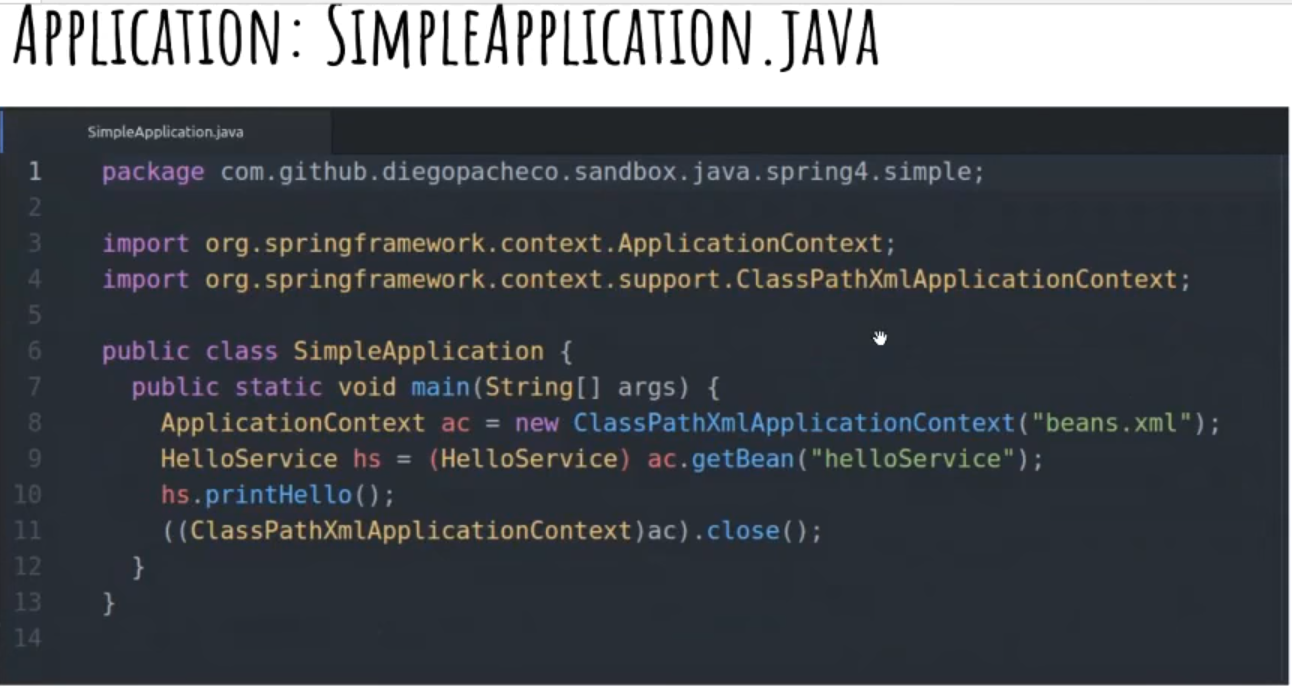 APPLICATION: SIMPLEAPPLICATION.JAVA
SimpleApplication.java
1 package com.github.diegopacheco.sandbox.java.spring4.simple;
2
3 import org.springframework.context.ApplicationContext;
4 import org.springframework.context.support.ClassPathXmlApplicationContext;
5
6 public class SimpleApplication {
7 public static void main(String[] args) {
8 ApplicationContext ac = new ClassPathXmlApplicationContext("beans.xml");
9 HelloService hs = (HelloService) ac.getBean("helloService");
10 hs.printHello();
11 ((ClassPathXmlApplicationContext)ac).close();
12 }
13 }
14